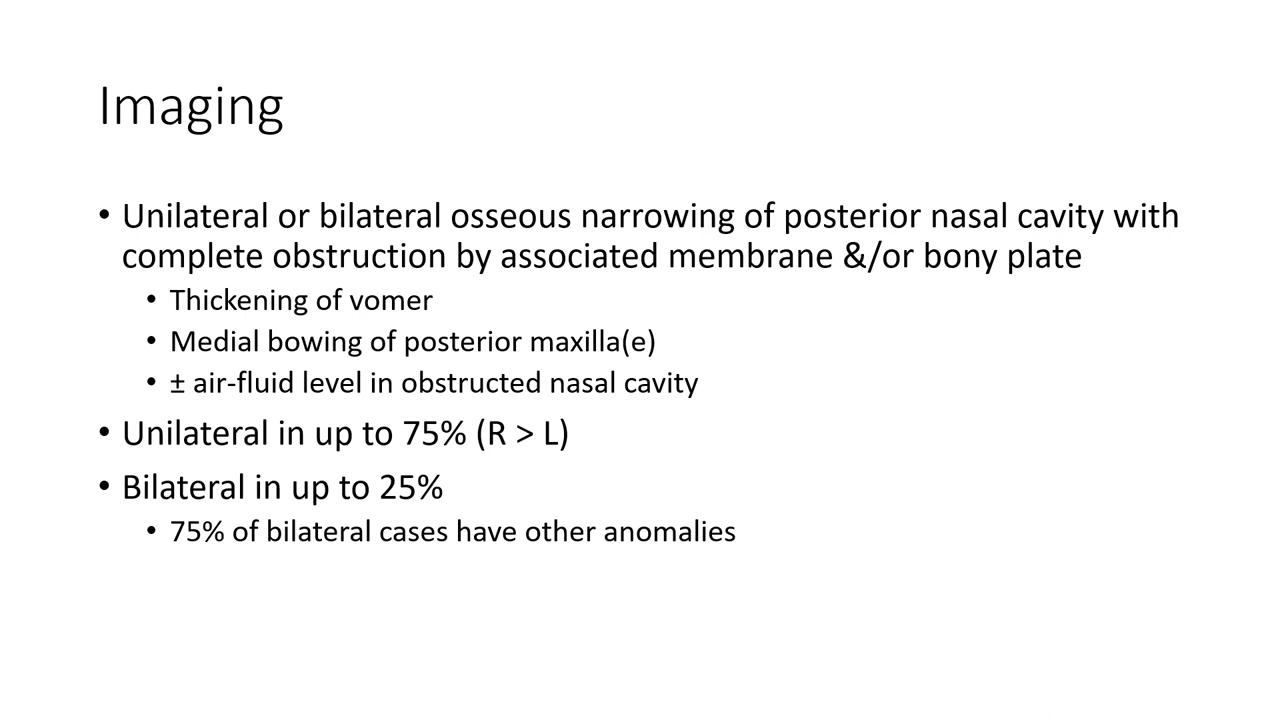 Imaging
• Unilateral or bilateral osseous narrowing of posterior nasal cavity with
complete obstruction by associated membrane &/or bony plate
• Thickening of vomer
• Medial bowing of posterior maxilla(e)
• ± air-fluid level in obstructed nasal cavity
• Unilateral in up to 75% (R > L)
• Bilateral in up to 25%
• 75% of bilateral cases have other anomalies